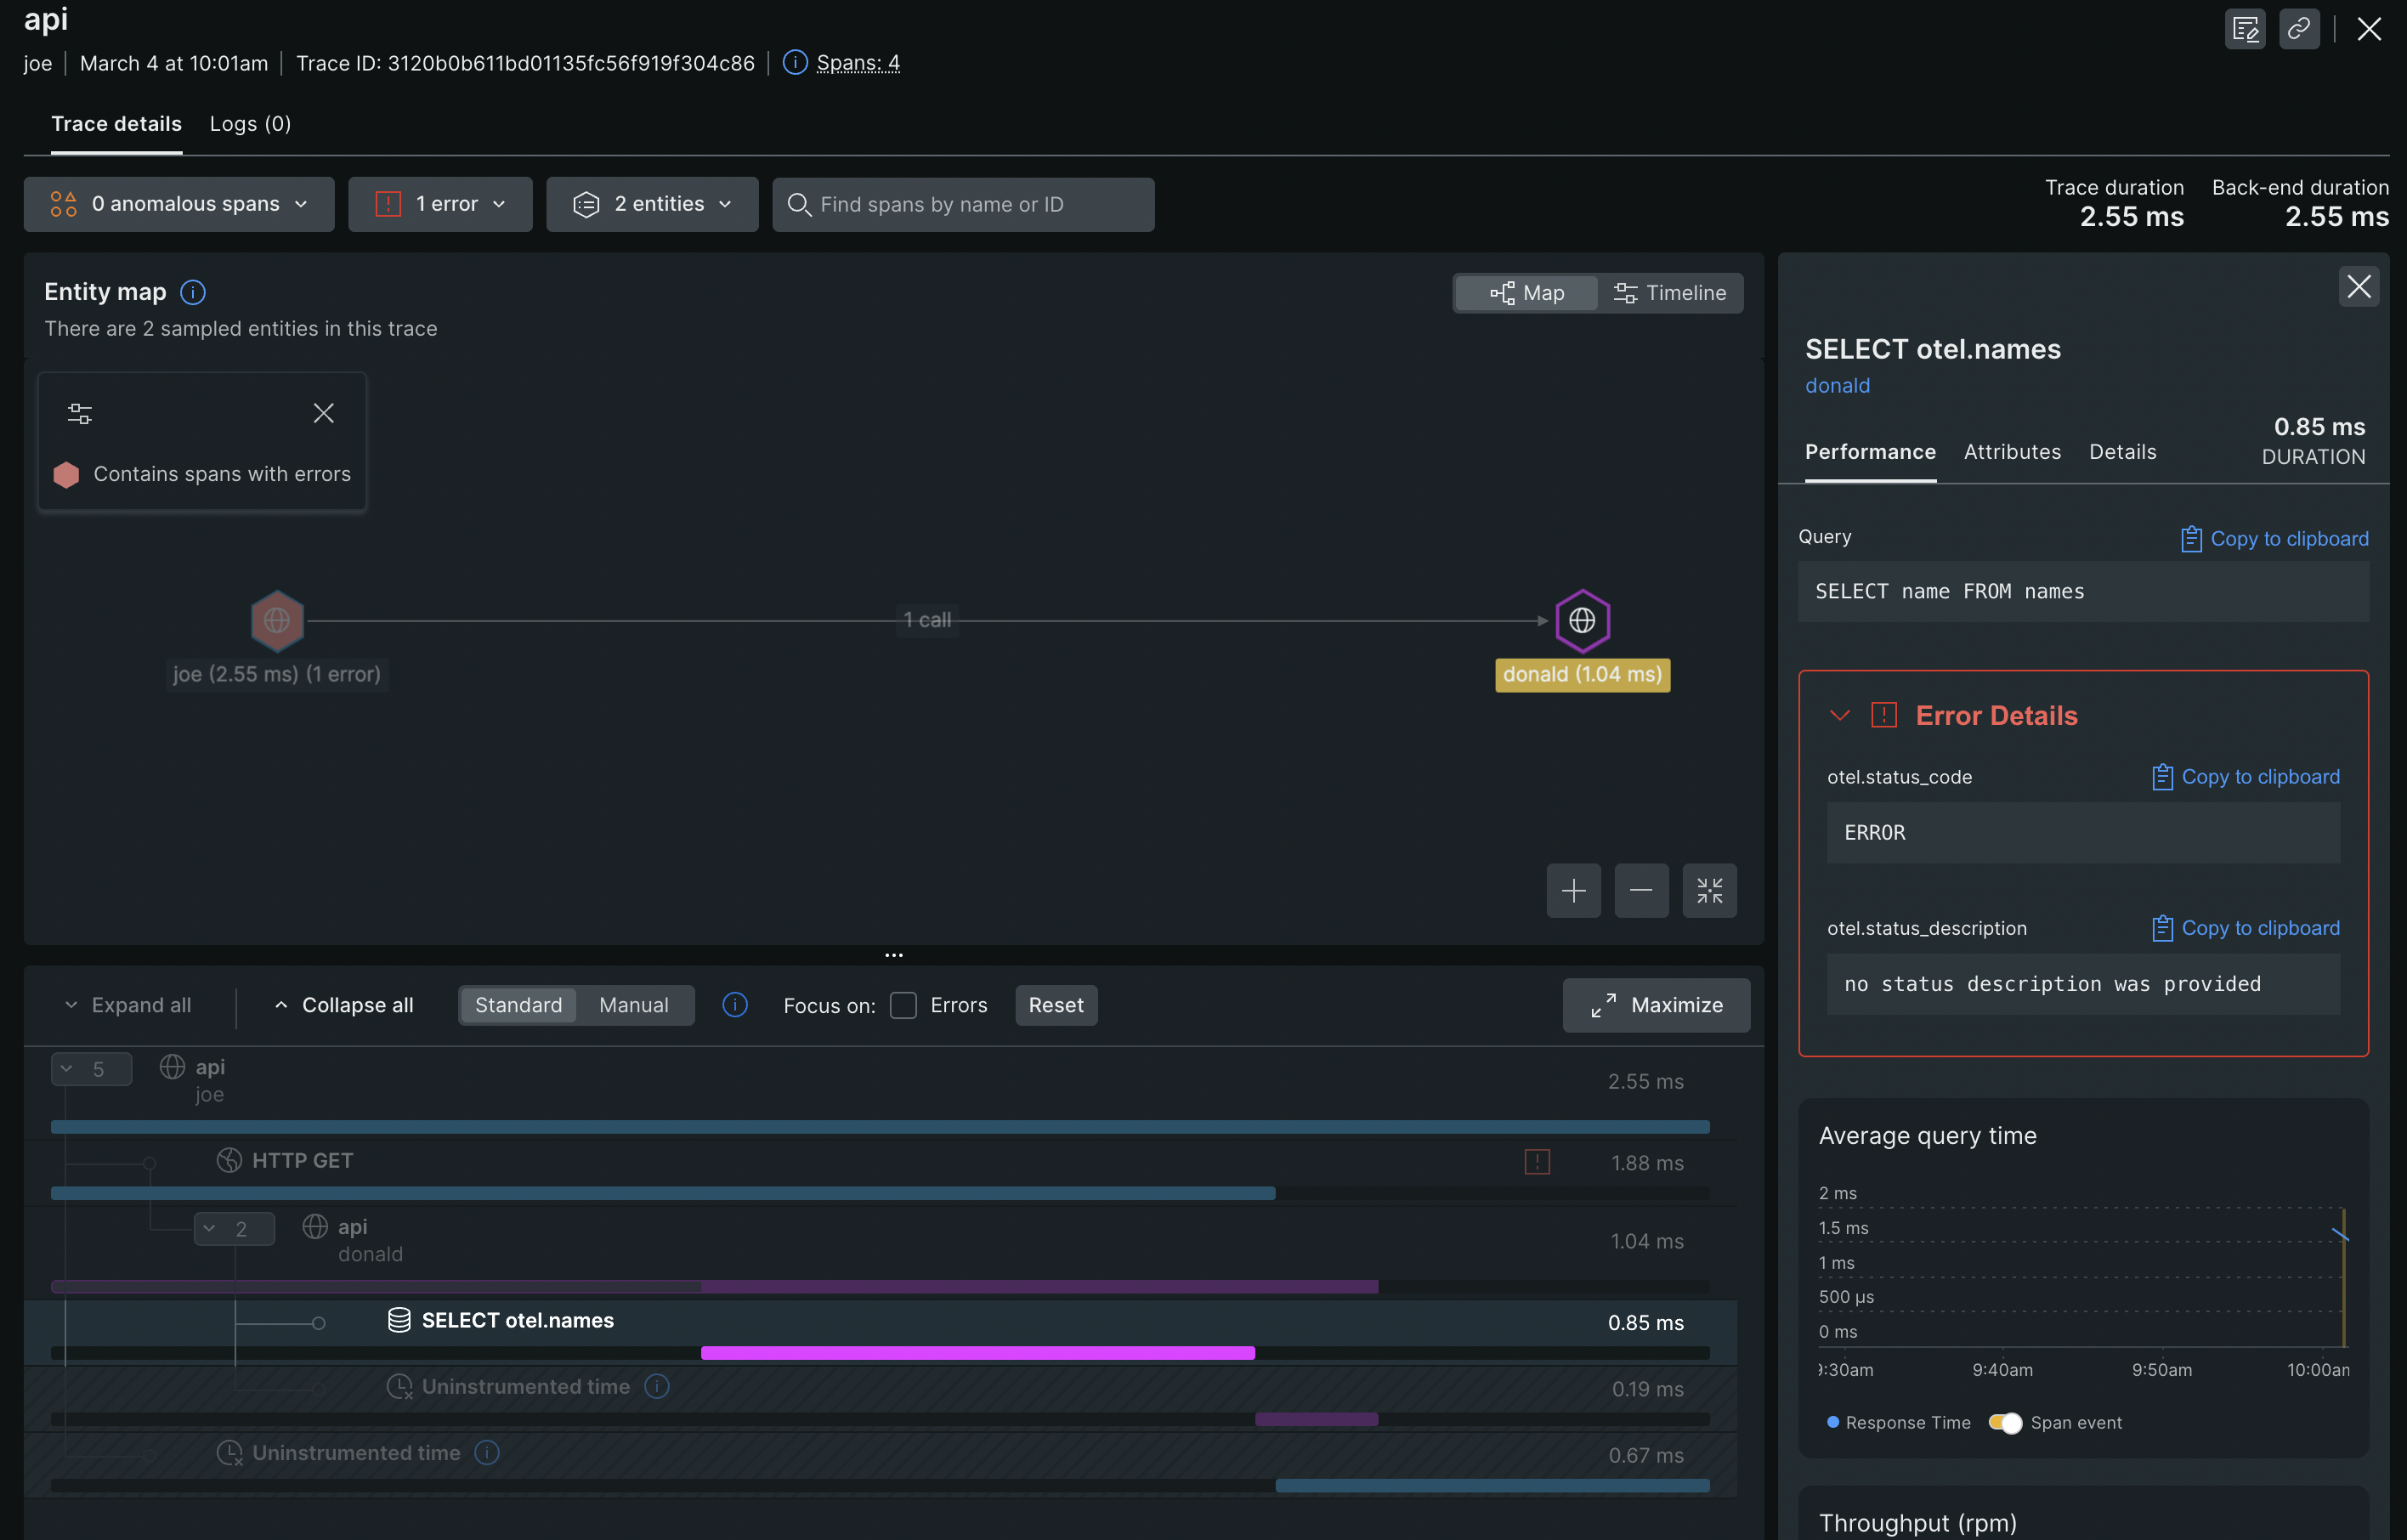 api
joe | March 4 at 10:01am | Trace ID: 3120b0b611bd01135fc56f919f304c86 | Spans: 4
Trace details Logs (0)
0 anomalous spans 1 error 2 entities Find spans by name or ID
Trace duration Back-end duration
2.55 ms 2.55 ms
Entity map
There are 2 sampled entities in this trace
Map Timeline
Contains spans with errors
1 call
joe (2.55 ms) (1 error)
donald (1.04 ms)
Expand all Collapse all Standard Manual Focus on: Errors Reset Maximize
5 api 2.55 ms
joe
HTTP GET 1.88 ms
2 api 1.04 ms
donald
SELECT otel.names 0.85 ms
Uninstrumented time 0.19 ms
Uninstrumented time 0.67 ms
SELECT otel.names
donald
0.85 ms
DURATION
Performance Attributes Details
Query Copy to clipboard
SELECT name FROM names
Error Details
otel.status_code Copy to clipboard
ERROR
otel.status_description Copy to clipboard
no status description was provided
Average query time
2 ms
1.5 ms
1 ms
500 µs
0 ms
9:30am 9:40am 9:50am 10:00am
Response Time Span event
Throughput (rpm)